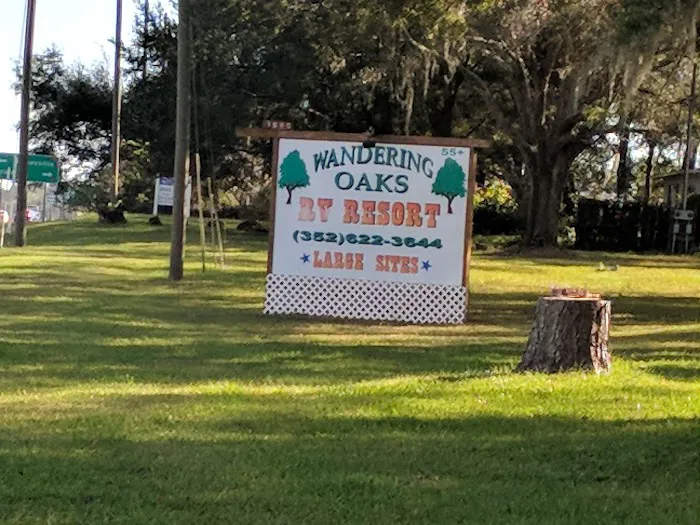 55+
WANDERING
OAKS
RV RESORT
(352)622-3644
LARGE SITES